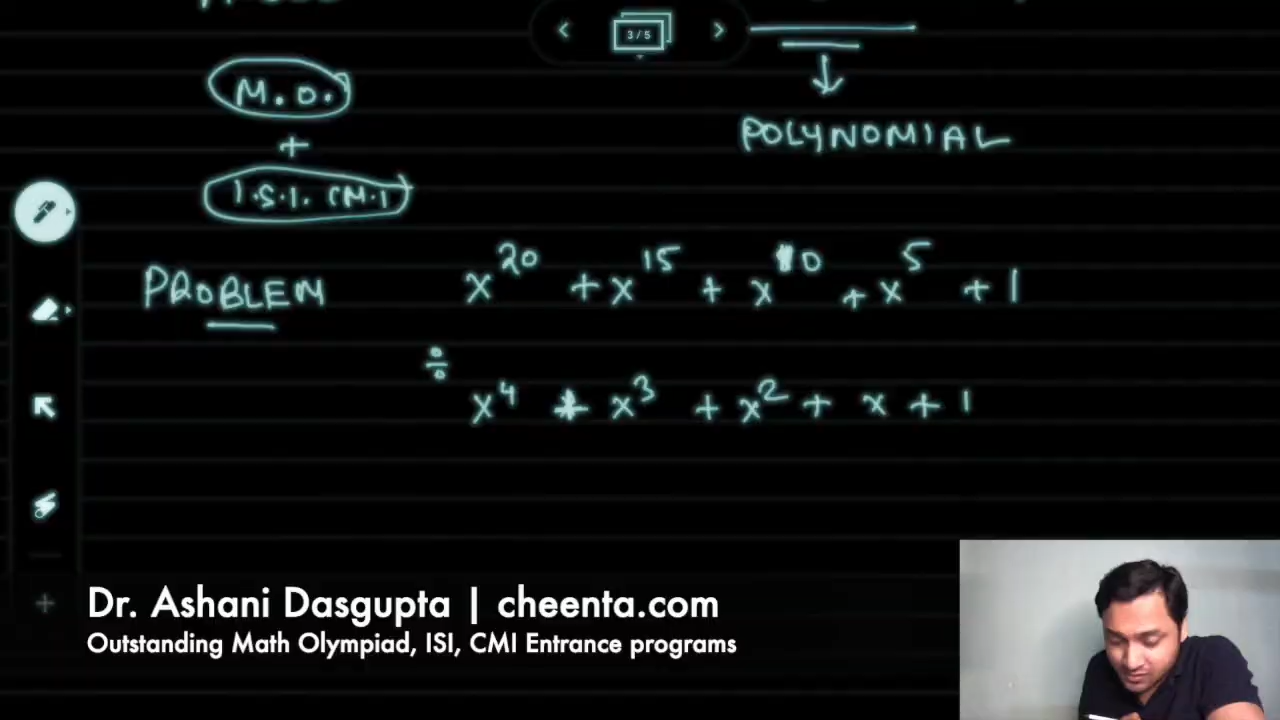 3 / 5
M.O.
+
I.S.I. CM.I
POLYNOMIAL
PROBLEM
x^20 + x^15 + x^10 + x^5 + 1
÷
x^4 + x^3 + x^2 + x + 1
Dr. Ashani Dasgupta | cheenta.com
Outstanding Math Olympiad, ISI, CMI Entrance programs